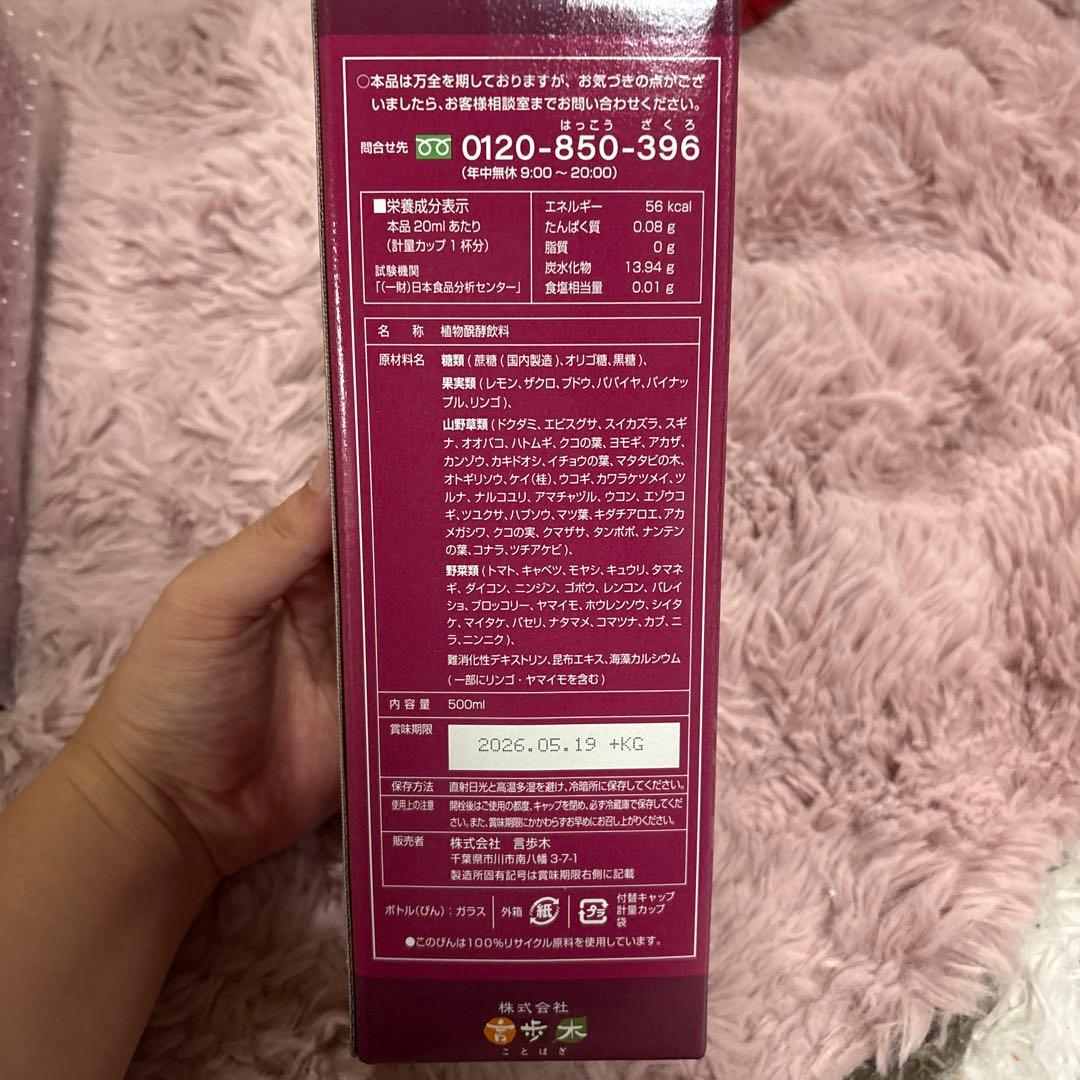 ○本品は万全を期しておりますが、お気づきの点がござ
いましたら、お客様相談室までお問い合わせください。
はっこう ざくろ
問合せ先 0120-850-396
（年中無休 9:00～20:00）
■栄養成分表示
本品20mlあたり
（計量カップ1杯分）
試験機関
「(一財)日本食品分析センター」
エネルギー 56 kcal
たんぱく質 0.08 g
脂質 0 g
炭水化物 13.94 g
食塩相当量 0.01 g
名 称 植物醗酵飲料
原材料名 糖類（蔗糖（国内製造）、オリゴ糖、黒糖）、
果実類（レモン、ザクロ、ブドウ、パパイヤ、パイナッ
プル、リンゴ）、
山野草類（ドクダミ、エビスグサ、スイカズラ、スギ
ナ、オオバコ、ハトムギ、クコの葉、ヨモギ、アカザ、
カンゾウ、カキドオシ、イチョウの葉、マタタビの木、
オトギリソウ、ケイ(桂)、ウコギ、カワラケツメイ、ツ
ルナ、ナルコユリ、アマチャヅル、ウコン、エゾウコ
ギ、ツユクサ、ハブソウ、マツ葉、キダチアロエ、アカ
メガシワ、クコの実、クマザサ、タンポポ、ナンテン
の葉、コナラ、ツチアケビ）、
野菜類（トマト、キャベツ、モヤシ、キュウリ、タマネ
ギ、ダイコン、ニンジン、ゴボウ、レンコン、バレイ
ショ、ブロッコリー、ヤマイモ、ホウレンソウ、シイタ
ケ、マイタケ、パセリ、ナタマメ、コマツナ、カブ、ニ
ラ、ニンニク）、
難消化性デキストリン、昆布エキス、海藻カルシウム
（一部にリンゴ・ヤマイモを含む）
内容量 500ml
賞味期限 2026.05.19 +KG
保存方法 直射日光と高温多湿を避け、冷暗所に保存してください。
使用上の注意 開栓後はご使用の都度、キャップを閉め、必ず冷蔵庫で保存してくだ
さい。また、賞味期限にかかわらずお早めにお召し上がりください。
販売者 株式会社 言歩木
千葉県市川市南八幡3-7-1
製造所固有記号は賞味期限右側に記載
ボトル(びん)：ガラス 外箱 紙 プラ 付替キャップ
計量カップ
袋
●このびんは100%リサイクル原料を使用しています。
株式会社
言歩木
ことはぎ